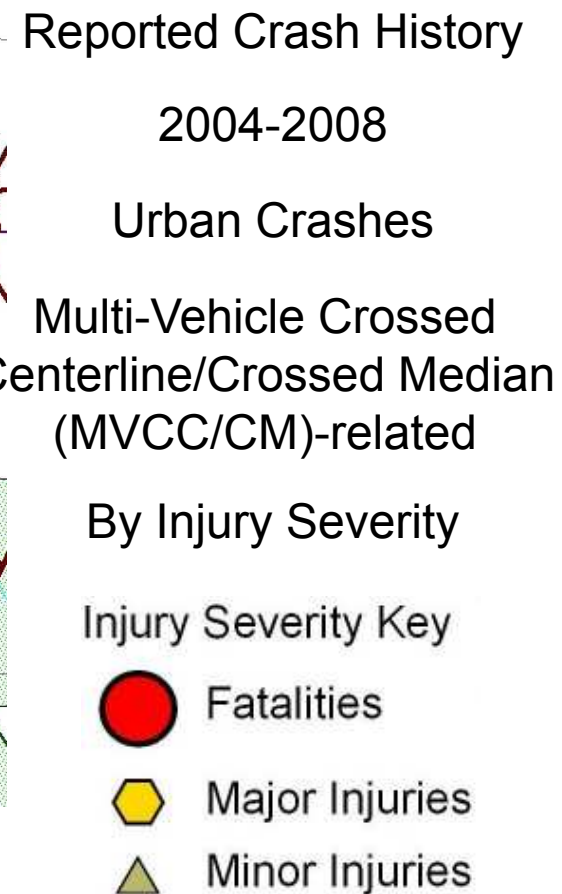 Reported Crash History
2004-2008
Urban Crashes
Multi-Vehicle Crossed
Centerline/Crossed Median
(MVCC/CM)-related
By Injury Severity
Injury Severity Key
Fatalities
Major Injuries
Minor Injuries